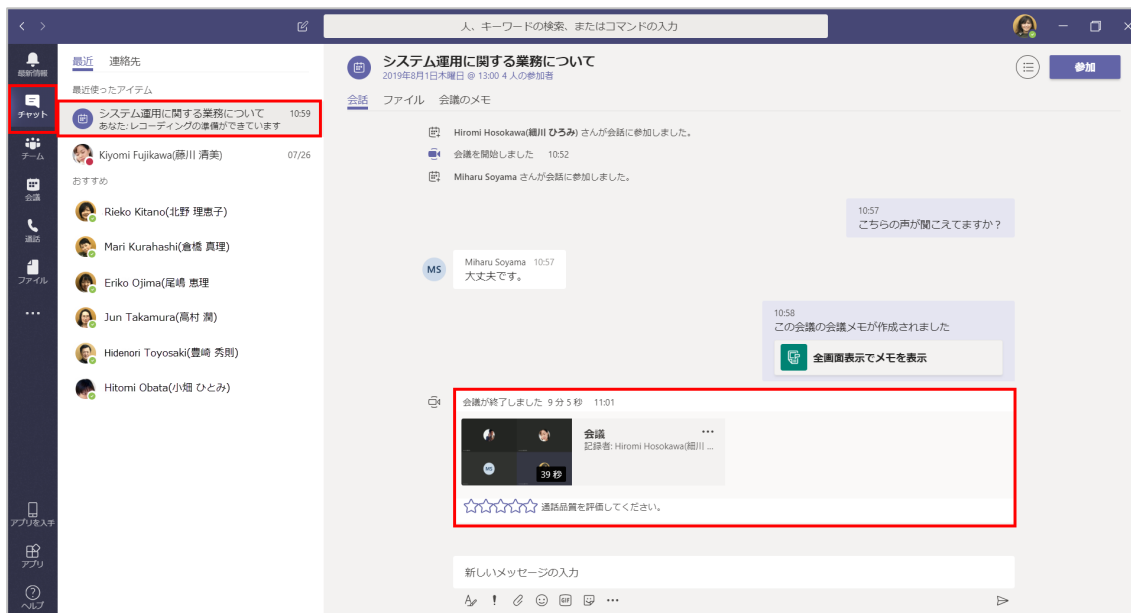 人、キーワードの検索、またはコマンドの入力
最新情報
チャット
チーム
会議
通話
ファイル
アプリを入手
アプリ
ヘルプ
最近 連絡先
最近使ったアイテム
システム運用に関する業務について 10:59
あなた: レコーディングの準備ができています
Kiyomi Fujikawa(藤川 清美) 07/26
おすすめ
Rieko Kitano(北野 理恵子)
Mari Kurahashi(倉橋 真理)
Eriko Ojima(尾嶋 恵理
Jun Takamura(高村 潤)
Hidenori Toyosaki(豊崎 秀則)
Hitomi Obata(小畑 ひとみ)
システム運用に関する業務について
2019年8月1日木曜日 @ 13:00 4 人の参加者
参加
会話 ファイル 会議のメモ
Hiromi Hosokawa(細川 ひろみ) さんが会話に参加しました。
会議を開始しました 10:52
Miharu Soyama さんが会話に参加しました。
10:57
こちらの声が聞こえてますか？
MS
Miharu Soyama 10:57
大丈夫です。
10:58
この会議の会議メモが作成されました
全画面表示でメモを表示
会議が終了しました 9 分 5 秒 11:01
会議
記録者: Hiromi Hosokawa(細川 ...
MS
39 秒
通話品質を評価してください。
新しいメッセージの入力
GIF